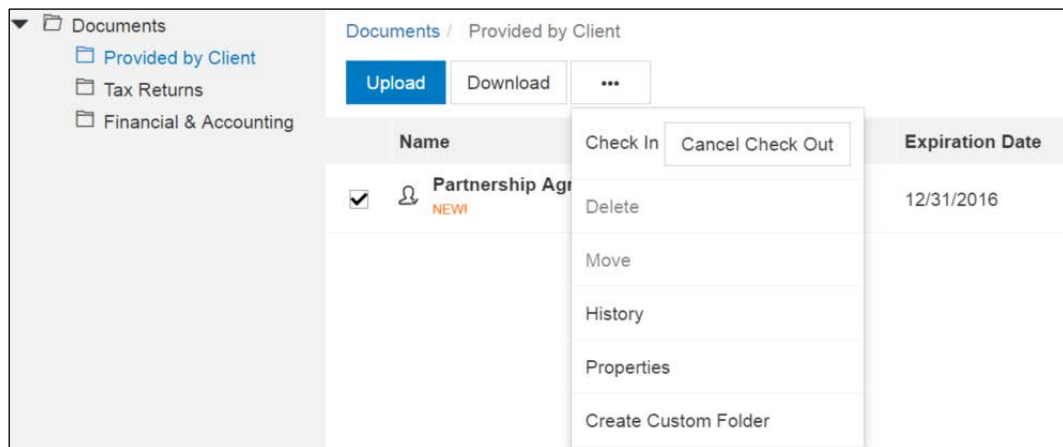 Documents
Provided by Client
Tax Returns
Financial & Accounting
Documents / Provided by Client
Upload Download •••
Name Expiration Date
Check In Cancel Check Out
Partnership Agr 12/31/2016
NEW!
Delete
Move
History
Properties
Create Custom Folder